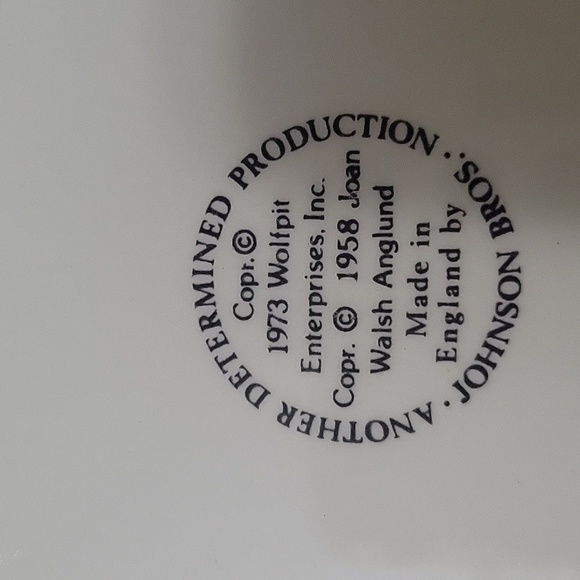 ANOTHER DETERMINED PRODUCTION..
Copr. ©
1973 Wolfpit
Enterprises, Inc.
Copr. © 1958 Joan
Walsh Anglund
Made in
England by
JOHNSON BROS. ·